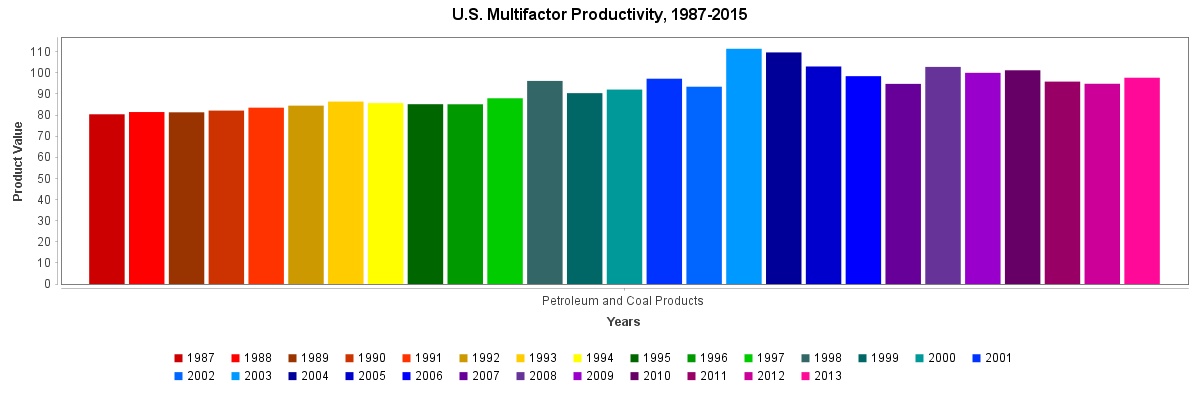 U.S. Multifactor Productivity, 1987-2015
110
100
90
80
70
60
50
40
30
20
10
0
Product Value
Petroleum and Coal Products
Years
1987 1988 1989 1990 1991 1992 1993 1994 1995 1996 1997 1998 1999 2000 2001
2002 2003 2004 2005 2006 2007 2008 2009 2010 2011 2012 2013